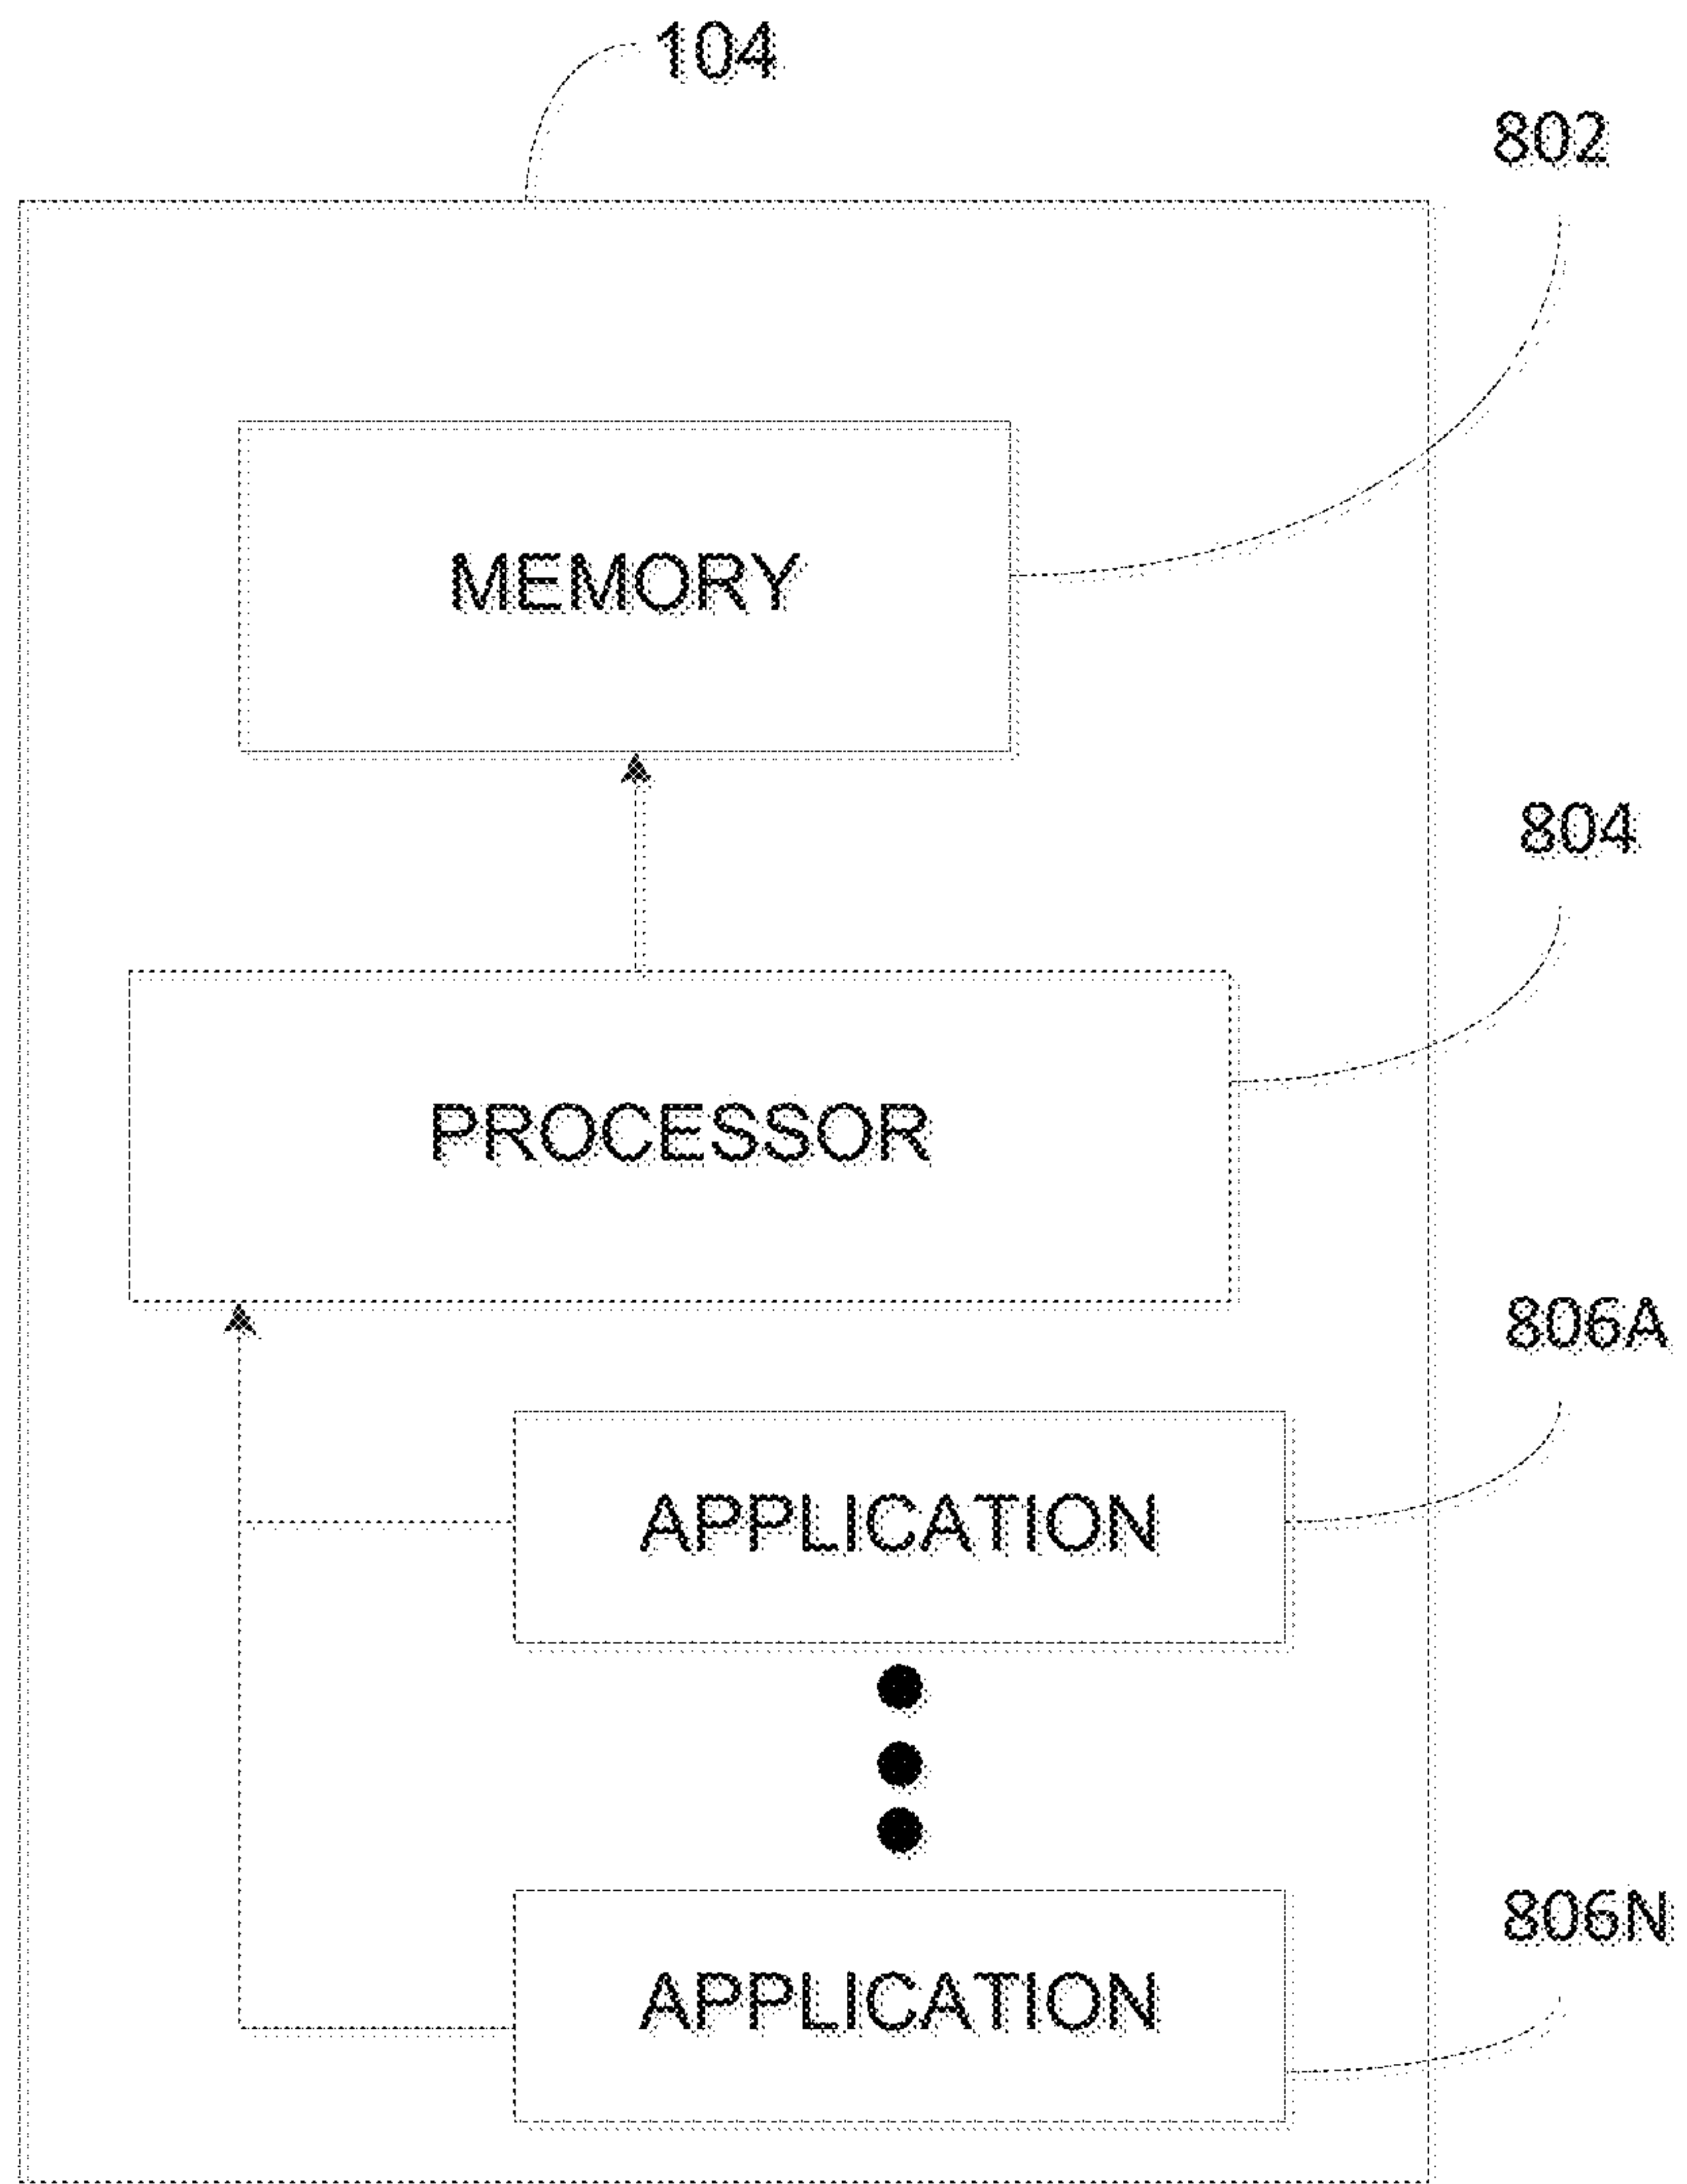 104
802
MEMORY
804
PROCESSOR
806A
APPLICATION
806N
APPLICATION